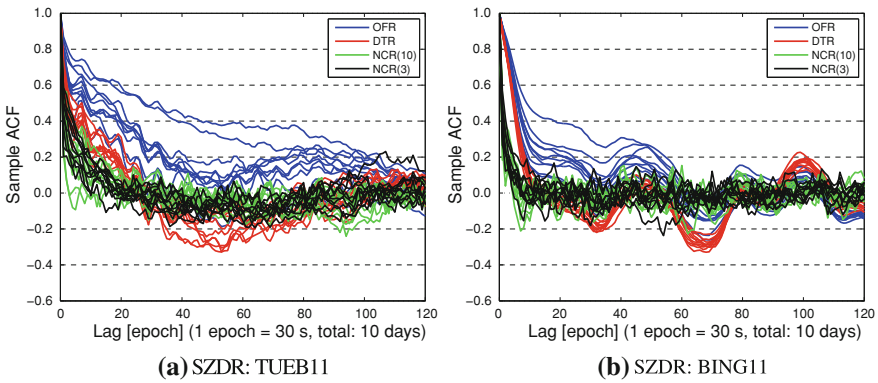 1.0
0.8
0.6
0.4
0.2
0.0
−0.2
−0.4
−0.6
Sample ACF
0
20
40
60
80
100
120
OFR
DTR
NCR(10)
NCR(3)
Lag [epoch] (1 epoch = 30 s, total: 10 days)
(a) SZDR: TUEB11
1.0
0.8
0.6
0.4
0.2
0.0
−0.2
−0.4
−0.6
Sample ACF
0
20
40
60
80
100
120
OFR
DTR
NCR(10)
NCR(3)
Lag [epoch] (1 epoch = 30 s, total: 10 days)
(b) SZDR: BING11